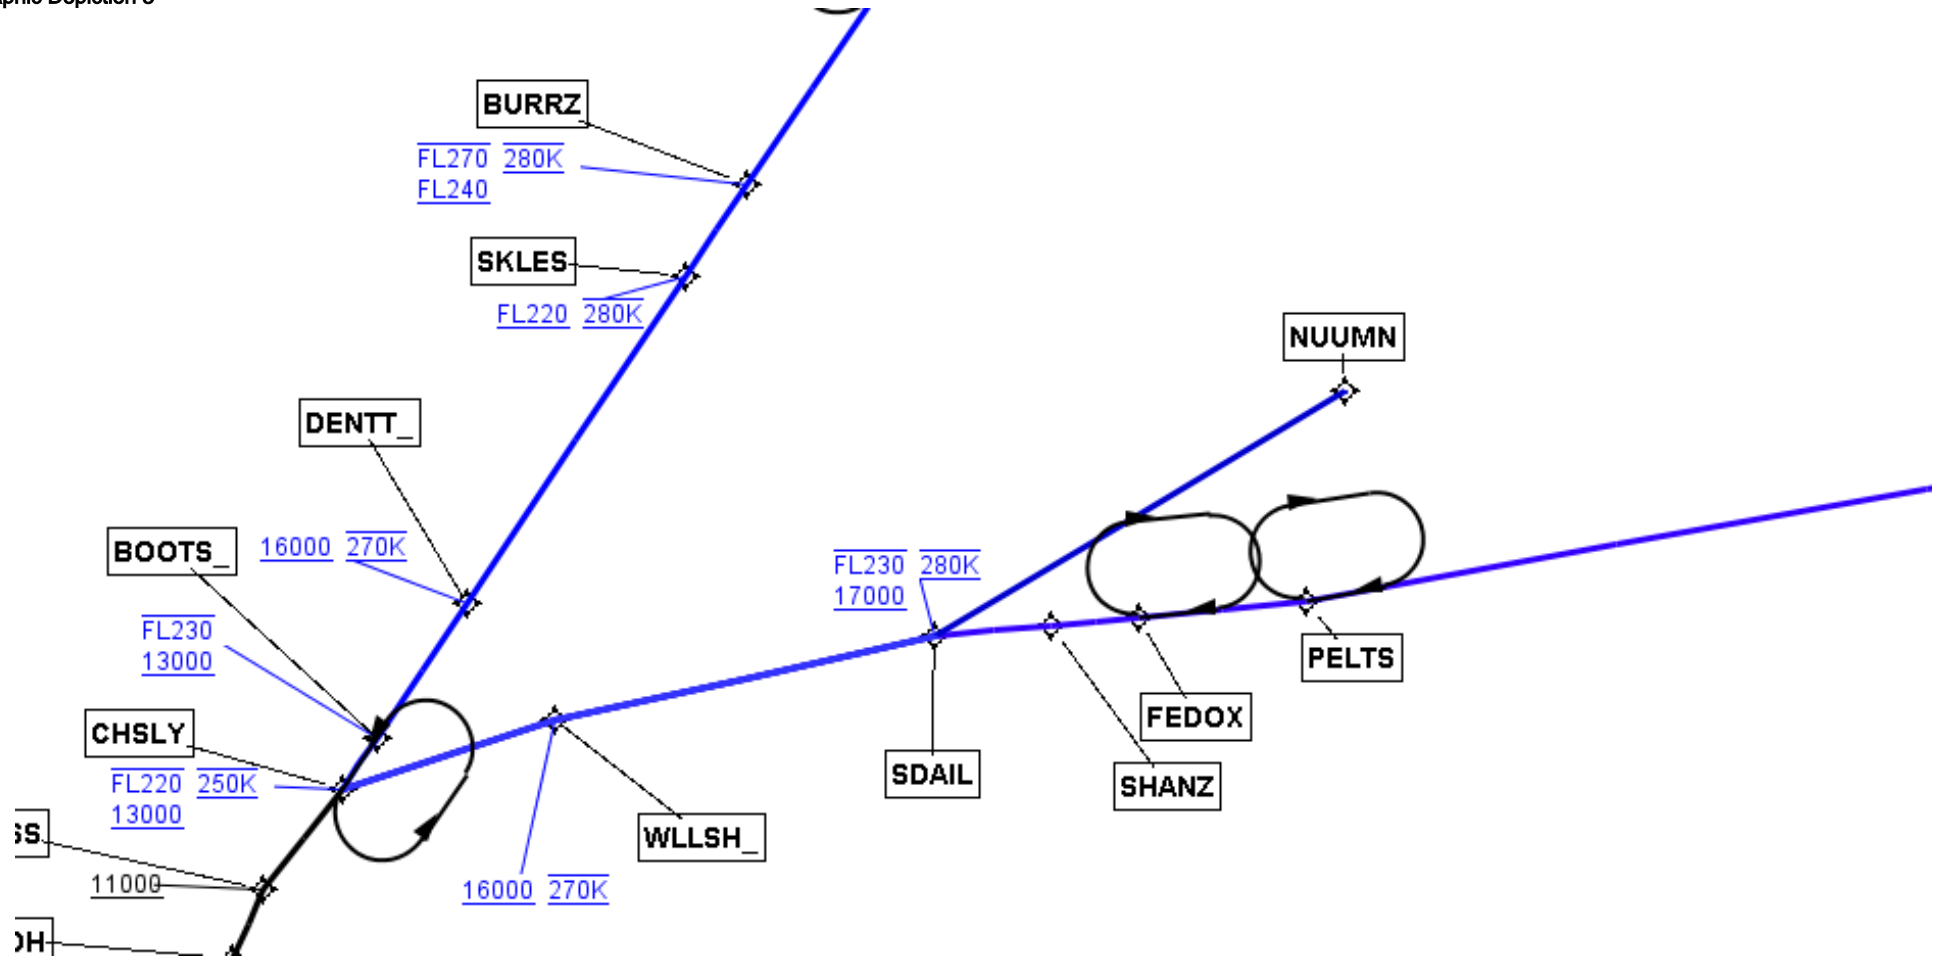 BURRZ
FL270 280K
FL240
SKLES
FL220 280K
NUUMN
DENTT_
BOOTS_
16000 270K
FL230 280K
17000
FL230
13000
PELTS
CHSLY
FEDOX
SDAIL
SHANZ
FL220 250K
13000
WLLSH_
11000
16000 270K